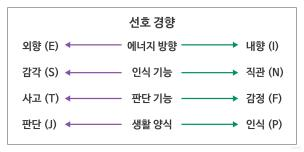 선호 경향
외향 (E) 에너지 방향 내향 (I)
감각 (S) 인식 기능 직관 (N)
사고 (T) 판단 기능 감정 (F)
판단 (J) 생활 양식 인식 (P)